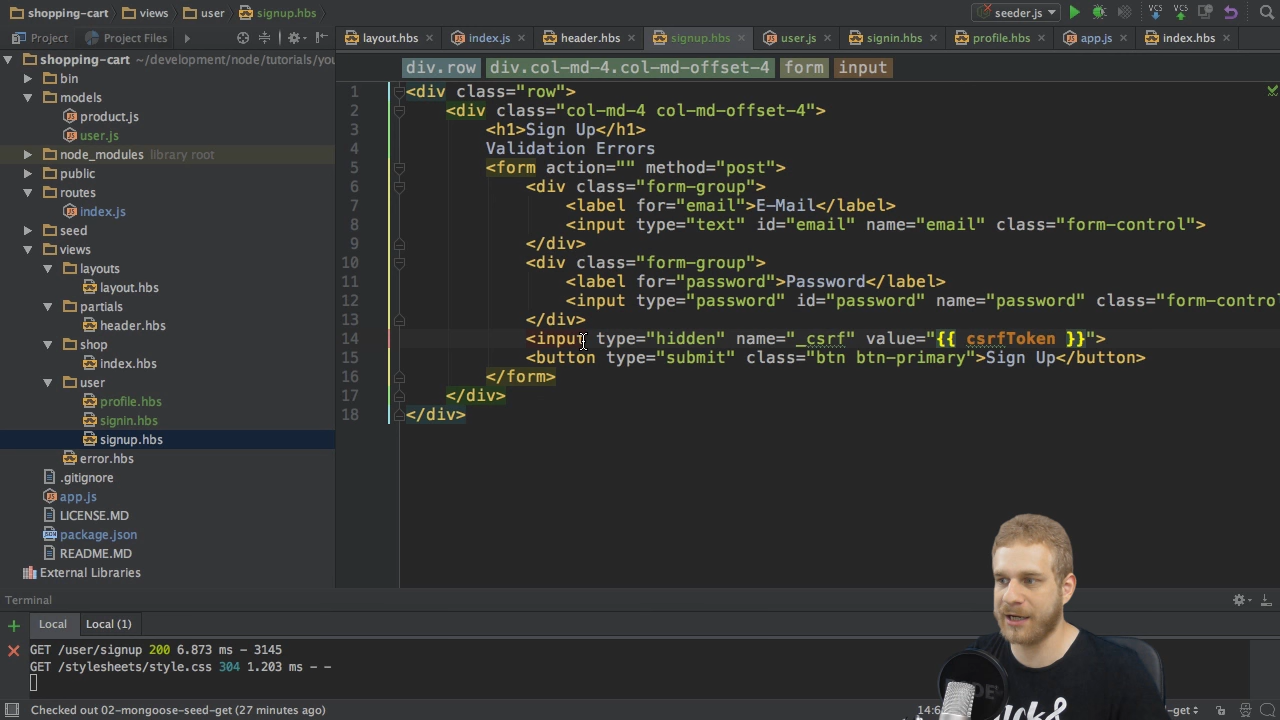 shopping-cart views user signup.hbs seeder.js
Project Project Files layout.hbs index.js header.hbs signup.hbs user.js signin.hbs profile.hbs app.js index.hbs
shopping-cart ~/development/node/tutorials/you
bin
models
product.js
user.js
node_modules library root
public
routes
index.js
seed
views
layouts
layout.hbs
partials
header.hbs
shop
index.hbs
user
profile.hbs
signin.hbs
signup.hbs
error.hbs
.gitignore
app.js
LICENSE.MD
package.json
README.MD
External Libraries
div.row div.col-md-4.col-md-offset-4 form input
1 <div class="row">
2 <div class="col-md-4 col-md-offset-4">
3 <h1>Sign Up</h1>
4 Validation Errors
5 <form action="" method="post">
6 <div class="form-group">
7 <label for="email">E-Mail</label>
8 <input type="text" id="email" name="email" class="form-control">
9 </div>
10 <div class="form-group">
11 <label for="password">Password</label>
12 <input type="password" id="password" name="password" class="form-contro
13 </div>
14 <input type="hidden" name="_csrf" value="{{ csrfToken }}">
15 <button type="submit" class="btn btn-primary">Sign Up</button>
16 </form>
17 </div>
18 </div>
Terminal
Local Local (1)
GET /user/signup 200 6.873 ms - 3145
GET /stylesheets/style.css 304 1.203 ms - -
Checked out 02-mongoose-seed-get (27 minutes ago) 14:6 -get